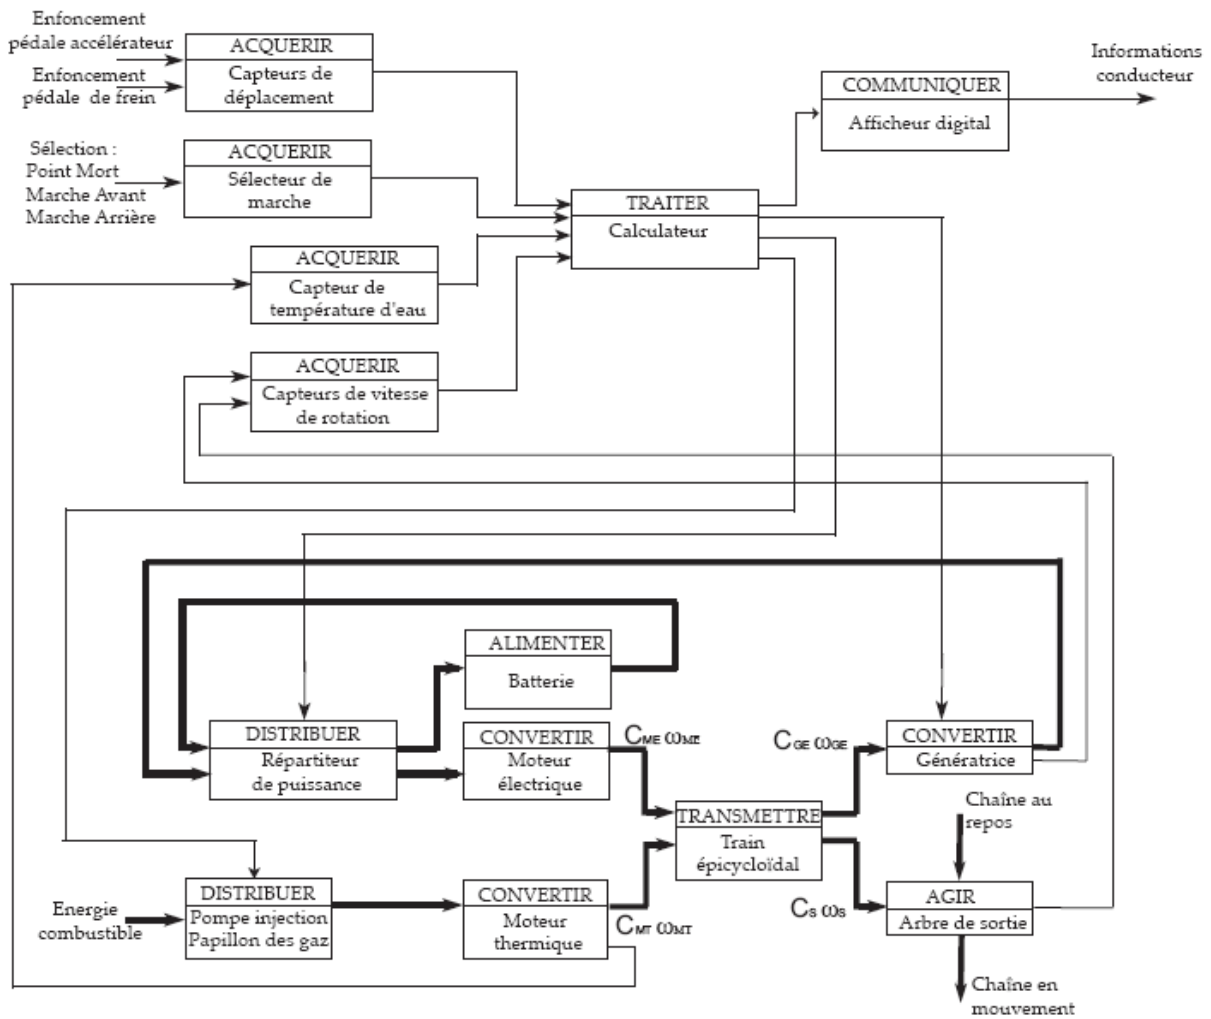 Enfoncement
pédale accélérateur
Enfoncement
pédale de frein
ACQUERIR
Capteurs de
déplacement
Informations
conducteur
COMMUNIQUER
Afficheur digital
Sélection :
Point Mort
Marche Avant
Marche Arrière
ACQUERIR
Sélecteur de
marche
TRAITER
Calculateur
ACQUERIR
Capteur de
température d'eau
ACQUERIR
Capteurs de vitesse
de rotation
ALIMENTER
Batterie
DISTRIBUER
Répartiteur
de puissance
CONVERTIR
Moteur
électrique
CME ωME
CGE ωGE
CONVERTIR
Génératrice
TRANSMETTRE
Train
épicycloïdal
Chaîne au
repos
Energie
combustible
DISTRIBUER
Pompe injection
Papillon des gaz
CONVERTIR
Moteur
thermique
CMT ωMT
CS ωS
AGIR
Arbre de sortie
Chaîne en
mouvement